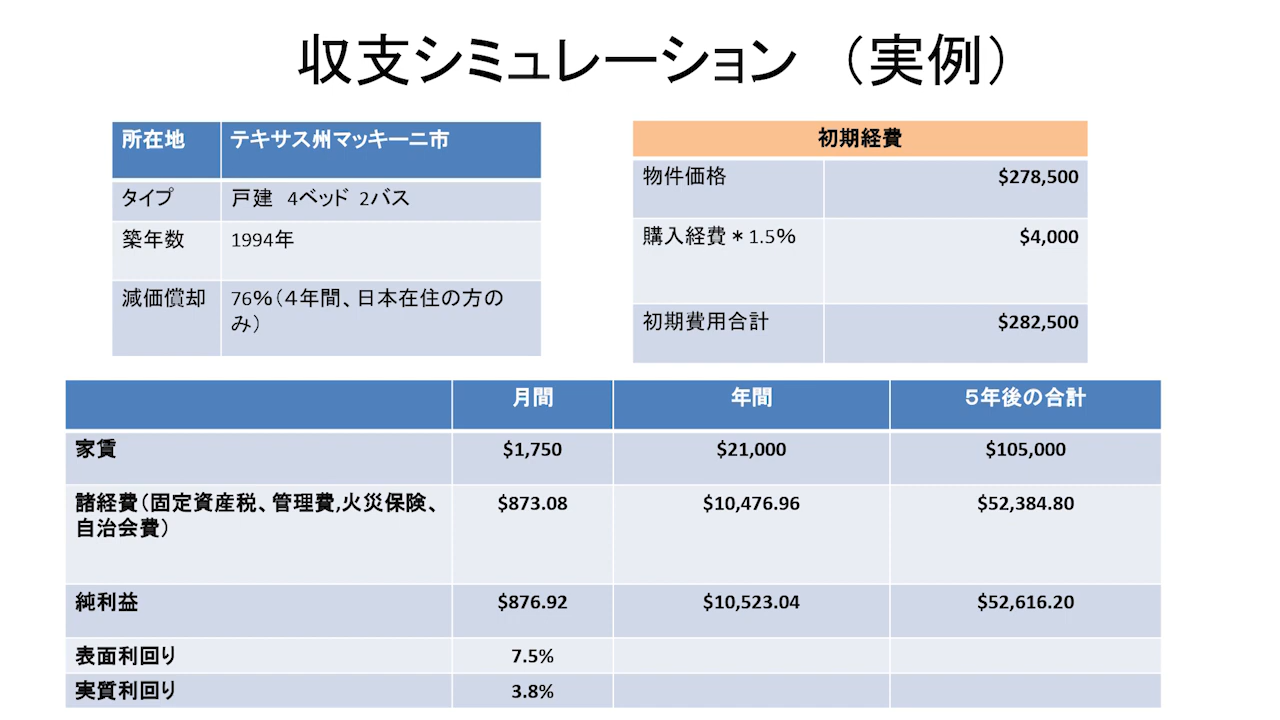 収支シミュレーション （実例）
所在地 テキサス州マッキーニ市
タイプ 戸建 4ベッド 2バス
築年数 1994年
減価償却 76%（４年間、日本在住の方の
み）
初期経費
物件価格 $278,500
購入経費＊1.5% $4,000
初期費用合計 $282,500
月間 年間 ５年後の合計
家賃 $1,750 $21,000 $105,000
諸経費（固定資産税、管理費,火災保険、
自治会費） $873.08 $10,476.96 $52,384.80
純利益 $876.92 $10,523.04 $52,616.20
表面利回り 7.5%
実質利回り 3.8%